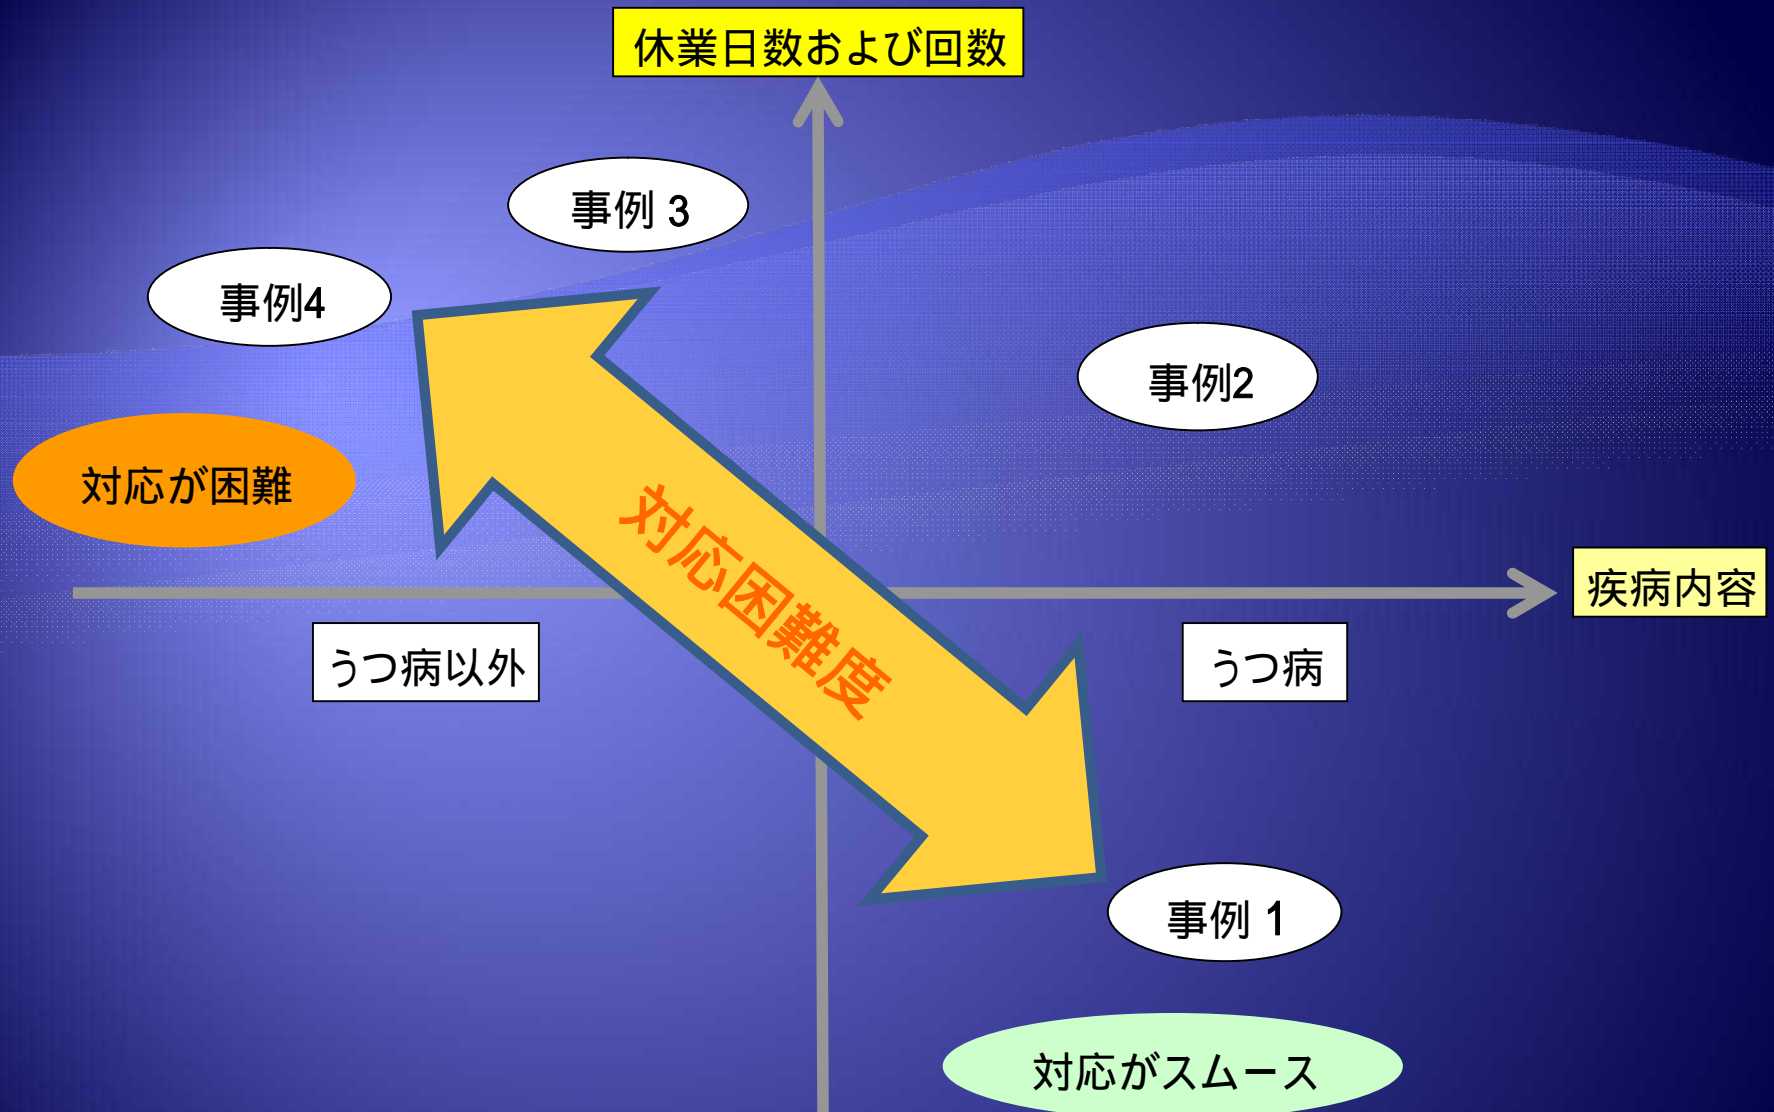 休業日数および回数
事例 3
事例4
事例2
対応が困難
対応困難度
疾病内容
うつ病以外
うつ病
事例 1
対応がスムース